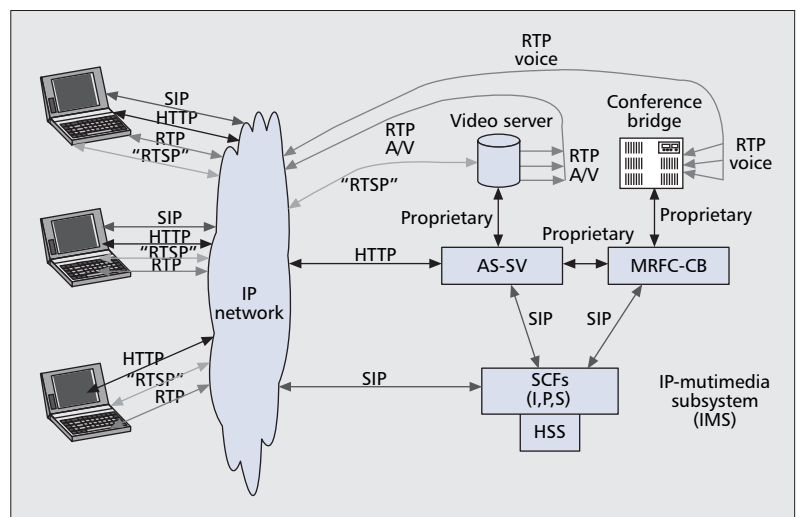 RTP
voice
SIP
HTTP
RTP
"RTSP"
RTP
A/V
Video server
Conference
bridge
RTP
A/V
RTP
voice
"RTSP"
Proprietary
Proprietary
Proprietary
SIP
HTTP
"RTSP"
RTP
IP
network
HTTP
AS-SV
MRFC-CB
SIP
SIP
HTTP
"RTSP"
RTP
SIP
SCFs
(I,P,S)
HSS
IP-mutimedia
subsystem
(IMS)